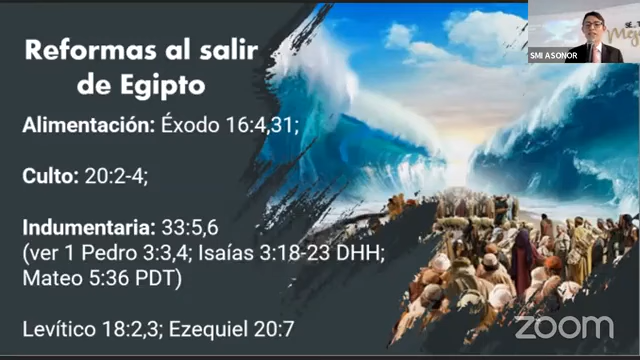 Reformas al salir
de Egipto
Alimentación: Éxodo 16:4,31;
Culto: 20:2-4;
Indumentaria: 33:5,6
(ver 1 Pedro 3:3,4; Isaías 3:18-23 DHH;
Mateo 5:36 PDT)
Levítico 18:2,3; Ezequiel 20:7
SMI ASONOR
zoom